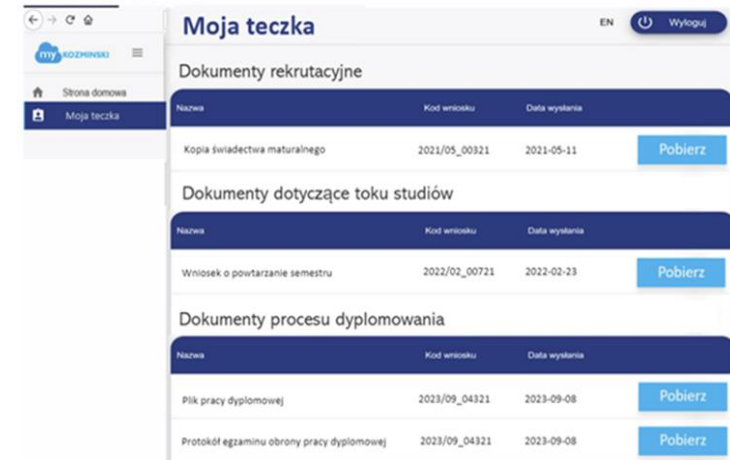 Moja teczka
EN
Wyloguj
my KOZMINSKI
Strona domowa
Moja teczka
Dokumenty rekrutacyjne
Nazwa Kod wniosku Data wysłania
Kopia świadectwa maturalnego 2021/05_00321 2021-05-11 Pobierz
Dokumenty dotyczące toku studiów
Nazwa Kod wniosku Data wysłania
Wniosek o powtarzanie semestru 2022/02_00721 2022-02-23 Pobierz
Dokumenty procesu dyplomowania
Nazwa Kod wniosku Data wysłania
Plik pracy dyplomowej 2023/09_04321 2023-09-08 Pobierz
Protokół egzaminu obrony pracy dyplomowej 2023/09_04321 2023-09-08 Pobierz